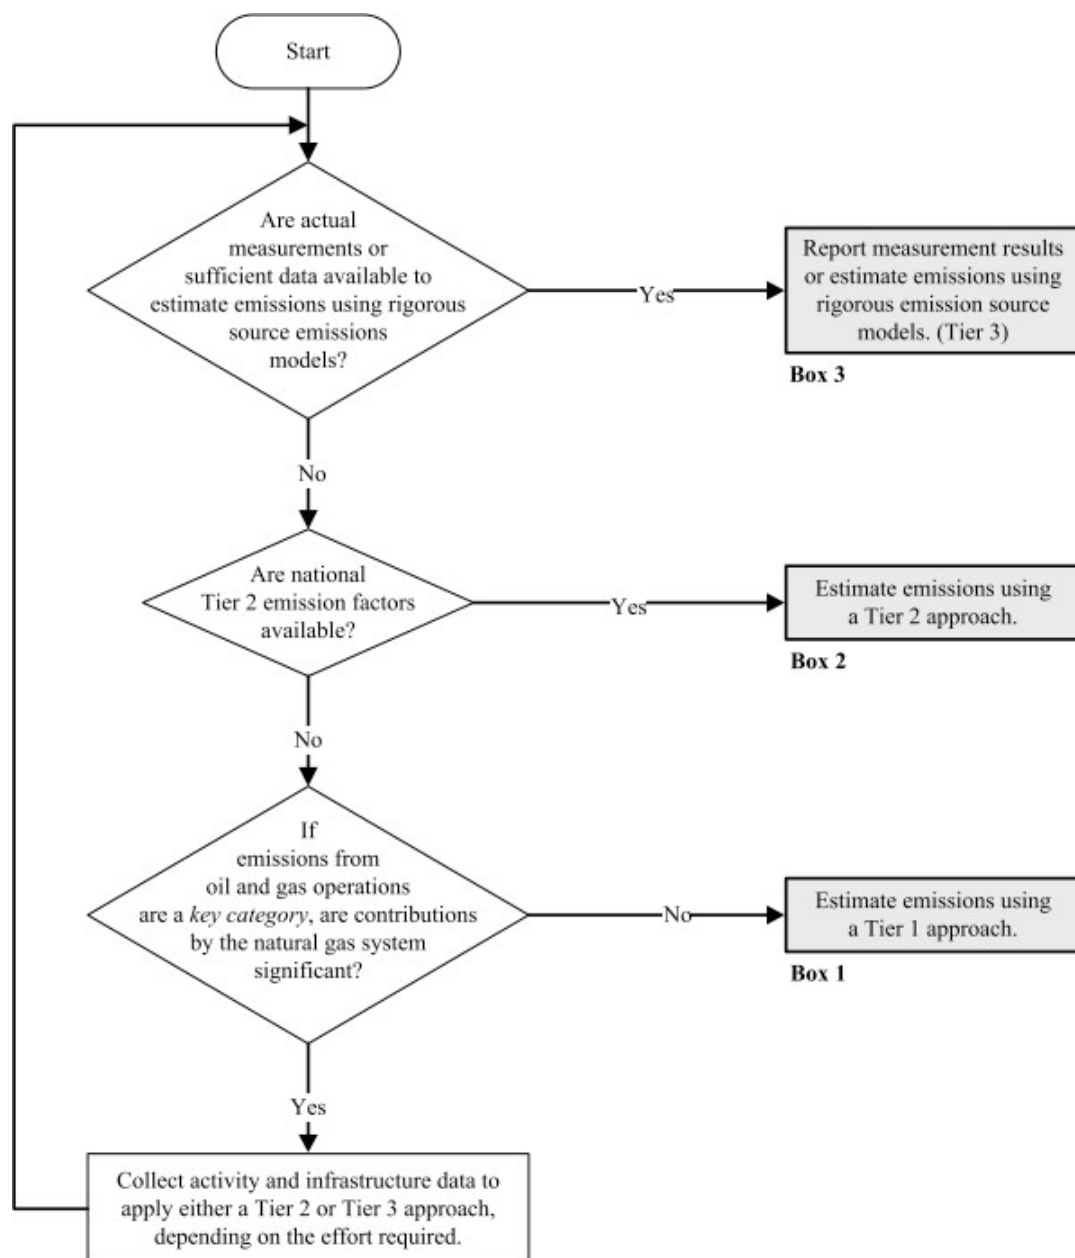 Start
Are actual
measurements or
sufficient data available to
estimate emissions using rigorous
source emissions
models?
Yes
Report measurement results
or estimate emissions using
rigorous emission source
models. (Tier 3)
Box 3
No
Are national
Tier 2 emission factors
available?
Yes
Estimate emissions using
a Tier 2 approach.
Box 2
No
If
emissions from
oil and gas operations
are a key category, are contributions
by the natural gas system
significant?
No
Estimate emissions using
a Tier 1 approach.
Box 1
Yes
Collect activity and infrastructure data to
apply either a Tier 2 or Tier 3 approach,
depending on the effort required.